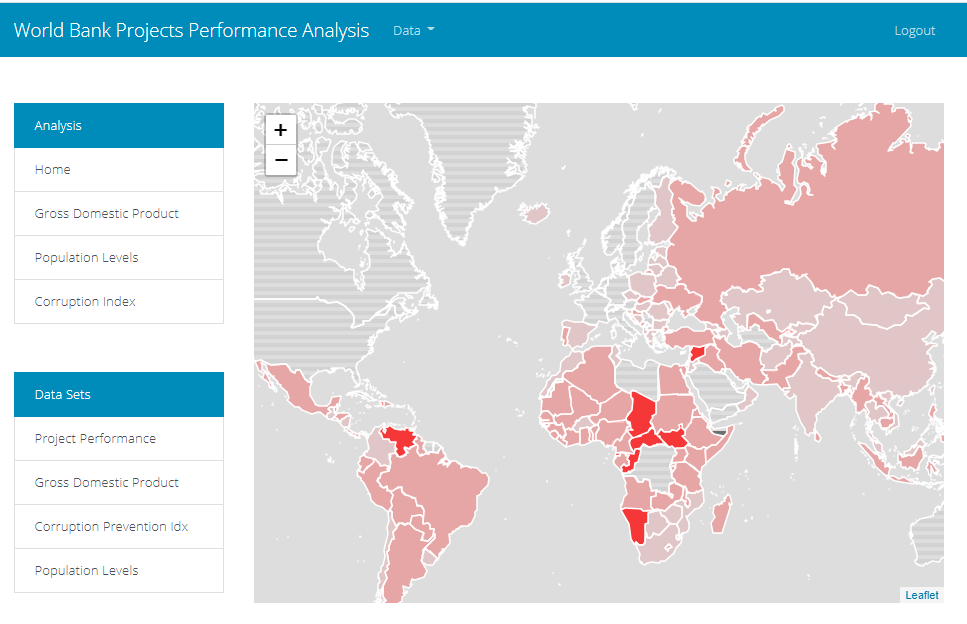 World Bank Projects Performance Analysis Data Logout
Analysis
Home
Gross Domestic Product
Population Levels
Corruption Index
Data Sets
Project Performance
Gross Domestic Product
Corruption Prevention Idx
Population Levels
+
−
Leaflet